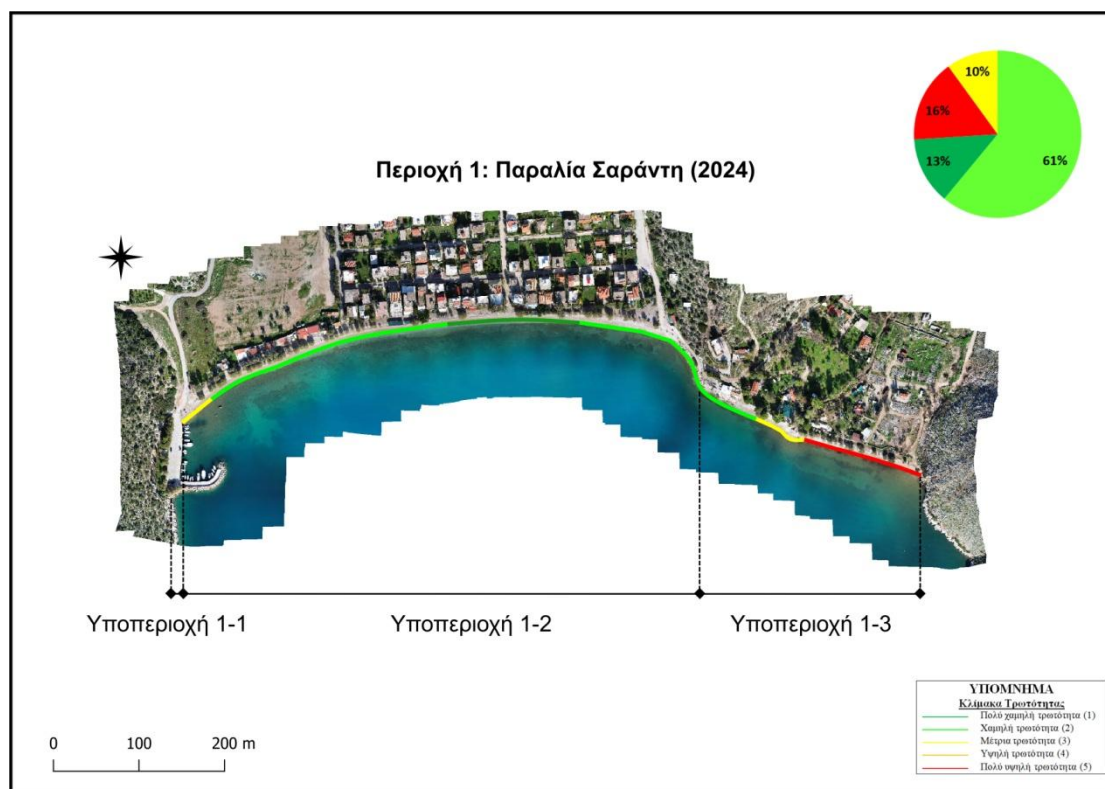 10%
16%
13%
61%
Περιοχή 1: Παραλία Σαράντη (2024)
Υποπεριοχή 1-1
Υποπεριοχή 1-2
Υποπεριοχή 1-3
0 100 200 m
ΥΠΟΜΝΗΜΑ
Κλίμακα Τρωτότητας
Πολύ χαμηλή τρωτότητα (1)
Χαμηλή τρωτότητα (2)
Μέτρια τρωτότητα (3)
Υψηλή τρωτότητα (4)
Πολύ υψηλή τρωτότητα (5)